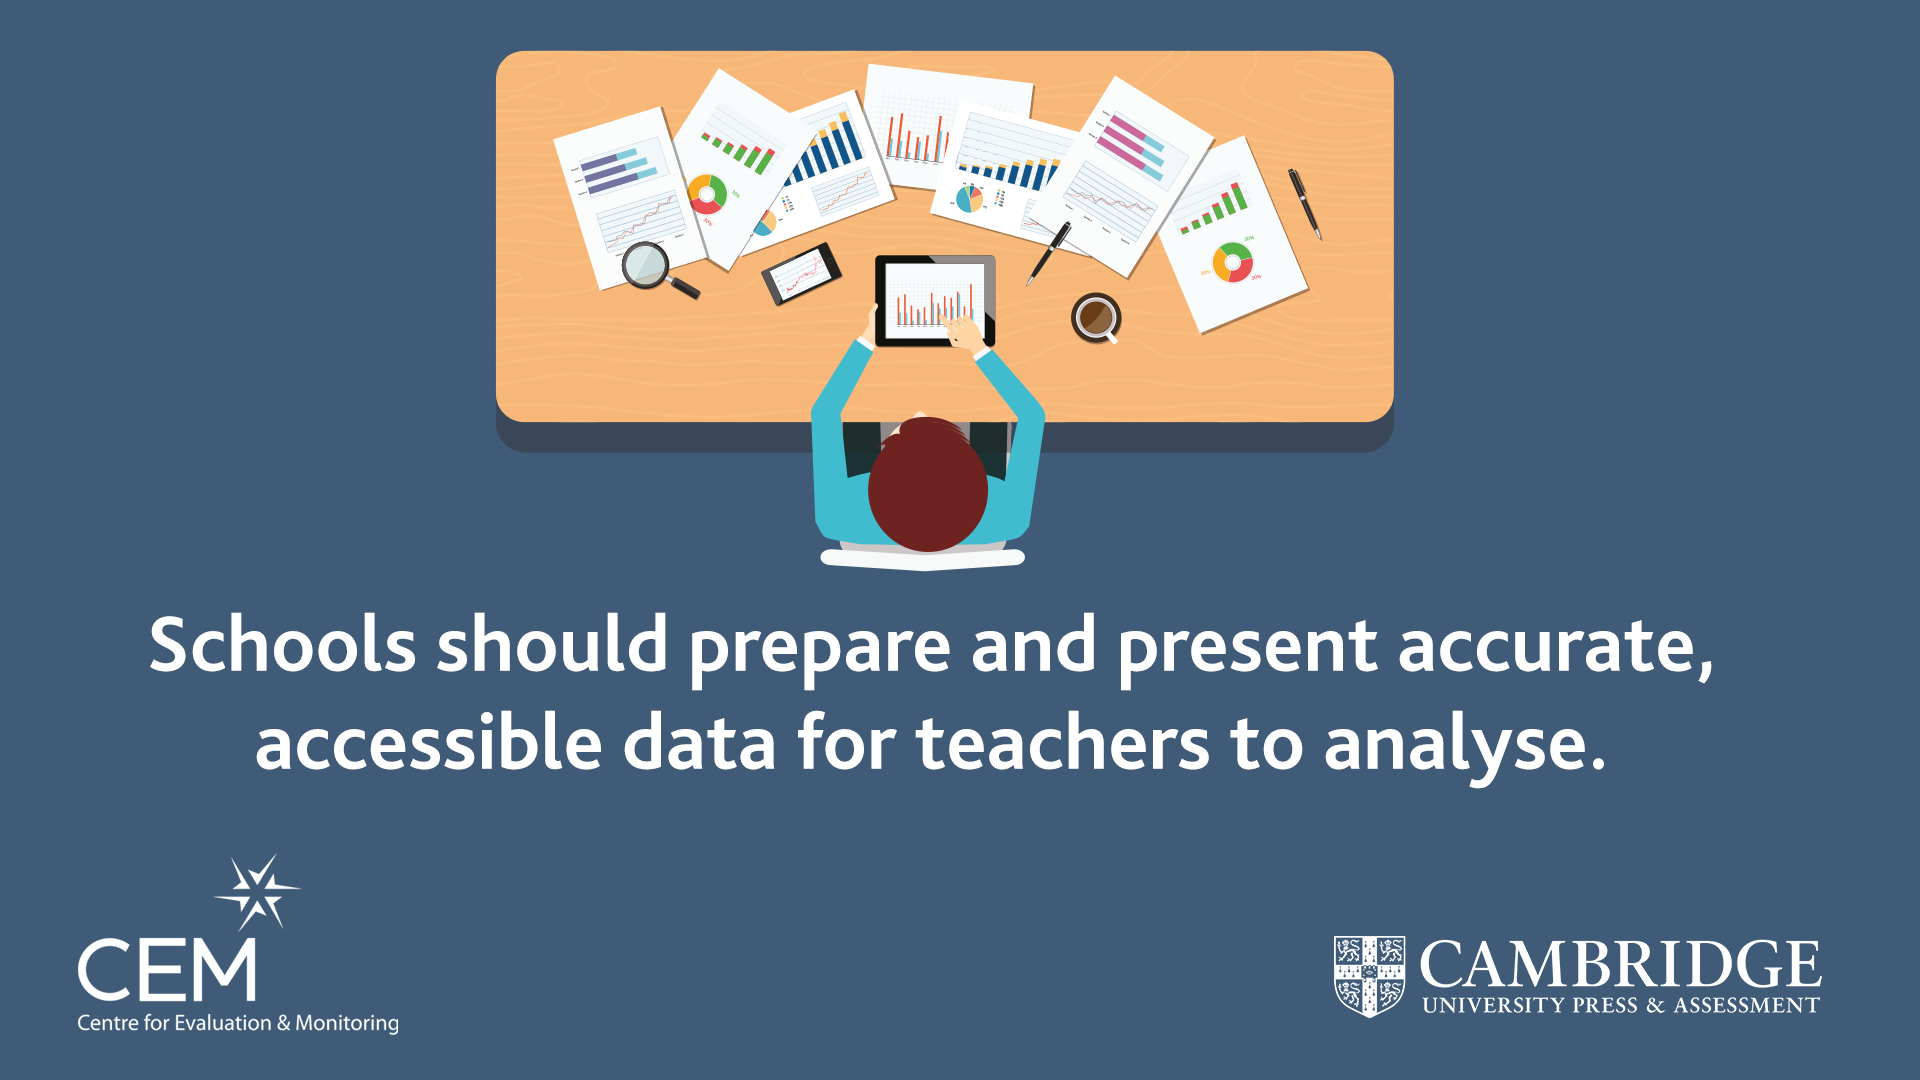 Schools should prepare and present accurate,
accessible data for teachers to analyse.
CEM
Centre for Evaluation & Monitoring
CAMBRIDGE
UNIVERSITY PRESS & ASSESSMENT